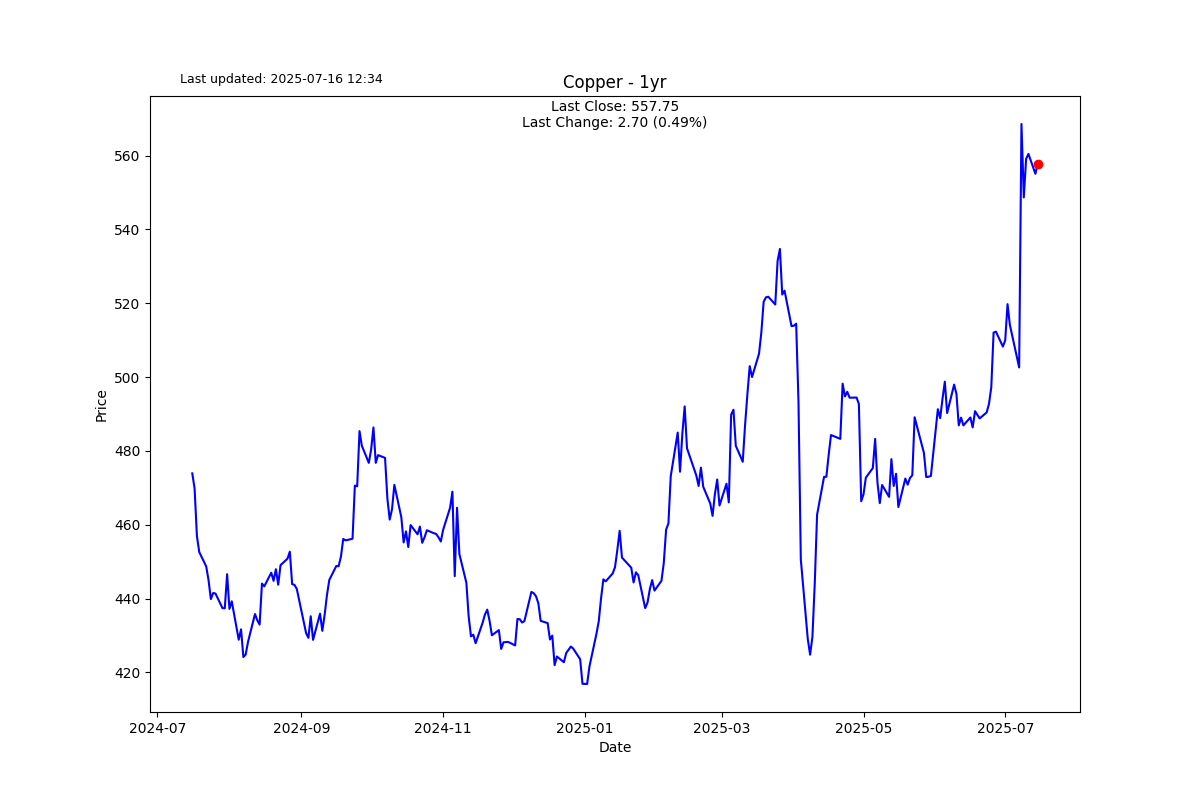 Last updated: 2025-07-16 12:34
Copper - 1yr
Last Close: 557.75
Last Change: 2.70 (0.49%)
560
540
520
500
480
460
440
420
Price
2024-07
2024-09
2024-11
2025-01
2025-03
2025-05
2025-07
Date